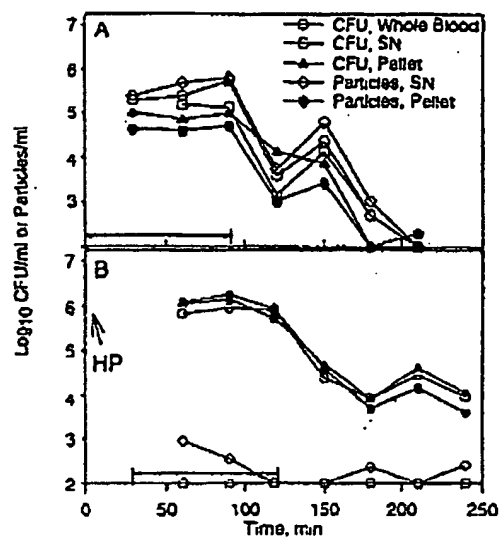 A
CFU, Whole Blood
CFU, SN
CFU, Pellet
Particles, SN
Particles, Pellet
7
6
5
4
3
Log10 CFU/ml or Particles/ml
B
HP
7
6
5
4
3
2
0 50 100 150 200 250
Time, min